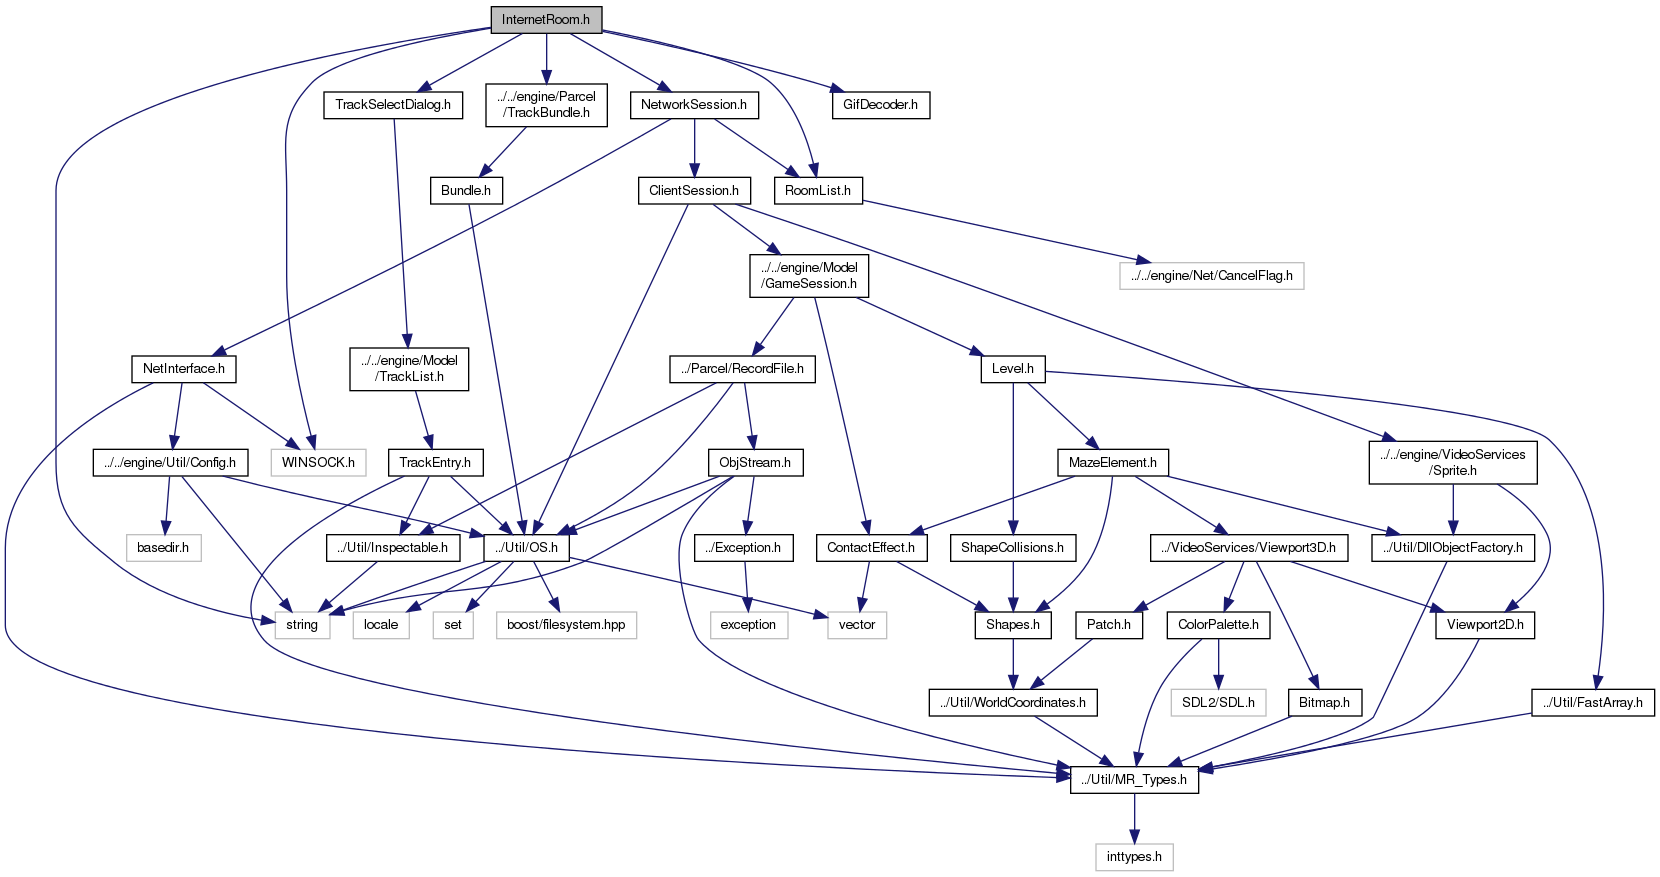 InternetRoom.h
TrackSelectDialog.h
../../engine/Parcel
/TrackBundle.h
NetworkSession.h
GifDecoder.h
Bundle.h
ClientSession.h
RoomList.h
../../engine/Model
/GameSession.h
../../engine/Net/CancelFlag.h
NetInterface.h
../../engine/Model
/TrackList.h
../Parcel/RecordFile.h
Level.h
../../engine/Util/Config.h
WINSOCK.h
TrackEntry.h
ObjStream.h
MazeElement.h
../../engine/VideoServices
/Sprite.h
basedir.h
../Util/Inspectable.h
../Util/OS.h
../Exception.h
ContactEffect.h
ShapeCollisions.h
../VideoServices/Viewport3D.h
../Util/DllObjectFactory.h
string
locale
set
boost/filesystem.hpp
exception
vector
Shapes.h
Patch.h
ColorPalette.h
Viewport2D.h
../Util/WorldCoordinates.h
SDL2/SDL.h
Bitmap.h
../Util/FastArray.h
../Util/MR_Types.h
inttypes.h